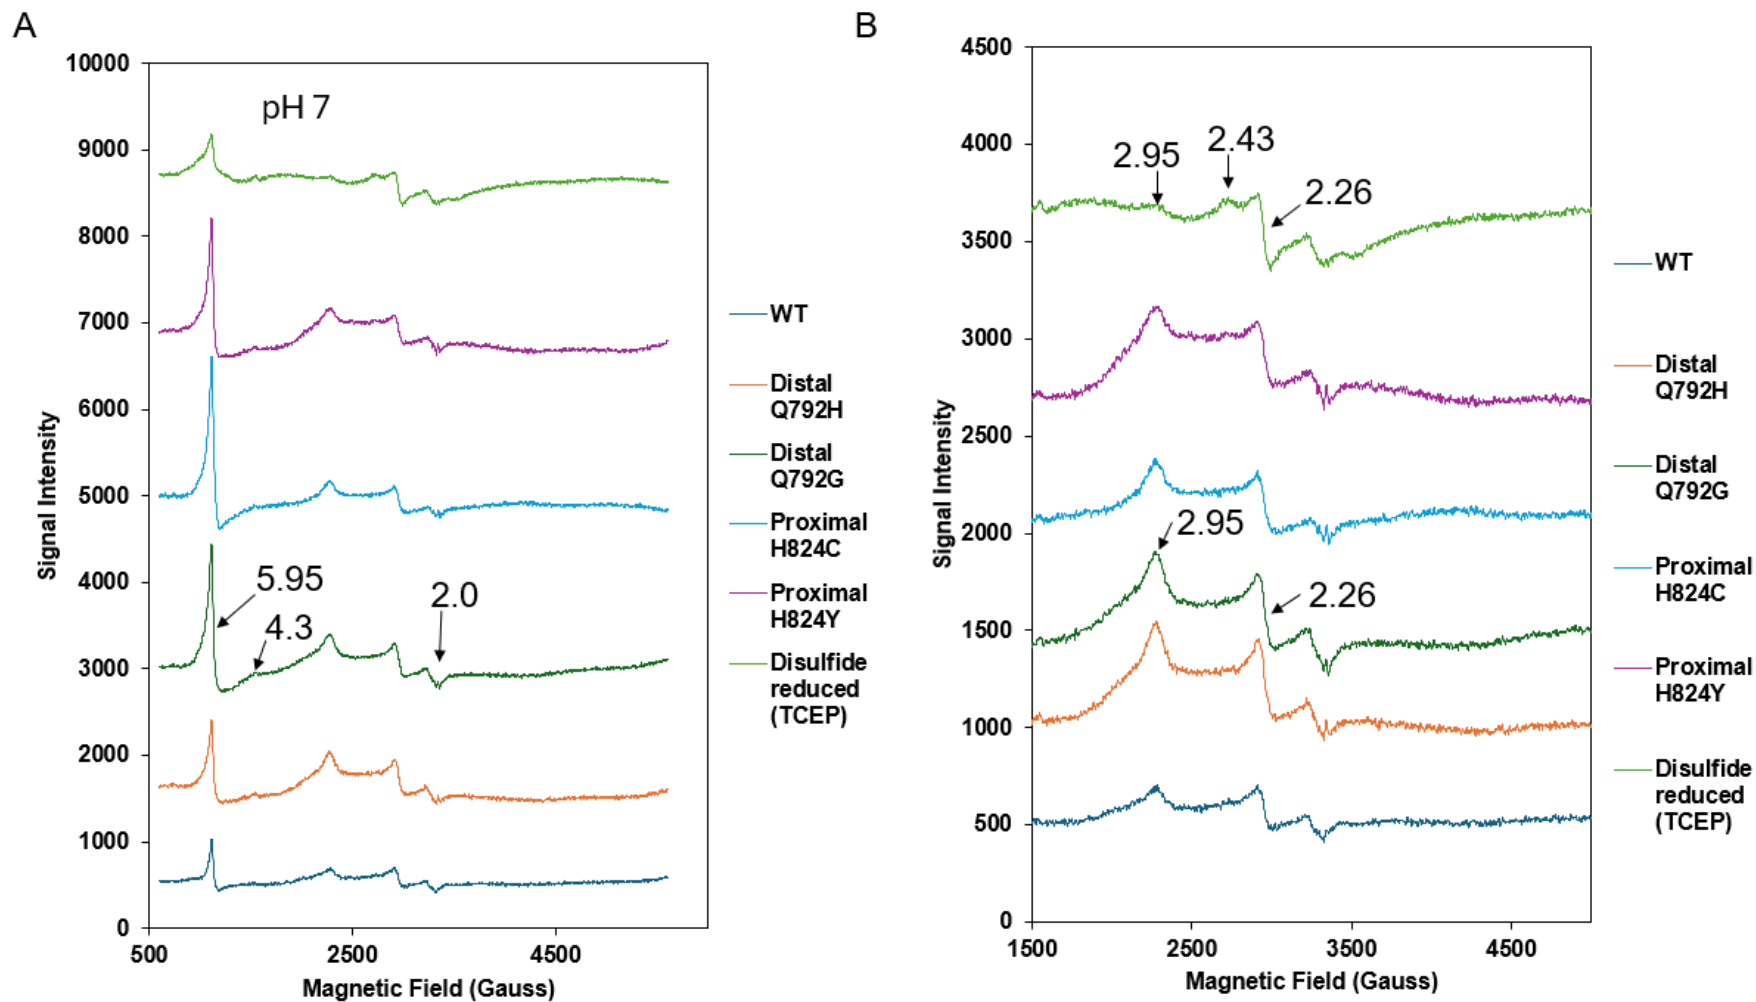 A
10000
9000
8000
7000
6000
5000
4000
3000
2000
1000
0
500
2500
4500
Signal Intensity
Magnetic Field (Gauss)
pH 7
5.95
4.3
2.0
WT
Distal
Q792H
Distal
Q792G
Proximal
H824C
Proximal
H824Y
Disulfide
reduced
(TCEP)
B
4500
4000
3500
3000
2500
2000
1500
1000
500
0
1500
2500
3500
4500
Signal Intensity
Magnetic Field (Gauss)
2.95
2.43
2.26
2.95
2.26
WT
Distal
Q792H
Distal
Q792G
Proximal
H824C
Proximal
H824Y
Disulfide
reduced
(TCEP)